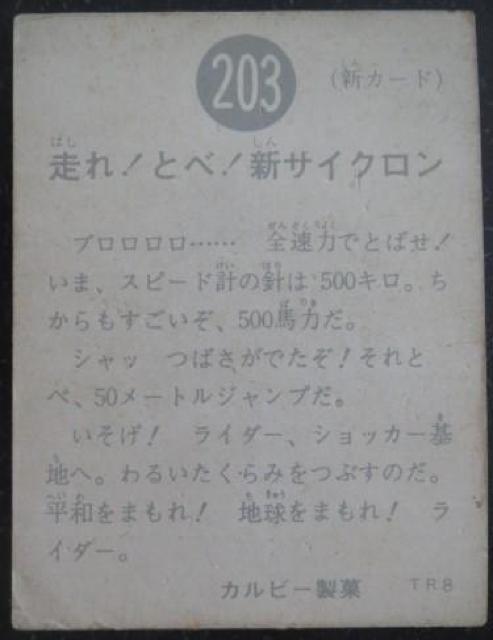 203
(新カード)
走れ!とべ!新サイクロン
ブロロロロ…… 全速力でとばせ!
いま、スピード計の針は500キロ。ち
からもすごいぞ、500馬力だ。
シャッ つばさがでたぞ!それと
べ、50メートルジャンプだ。
いそげ! ライダー、ショッカー基
地へ。わるいたくらみをつぶすのだ。
平和をまもれ! 地球をまもれ! ラ
イダー。
カルビー製菓 TR8